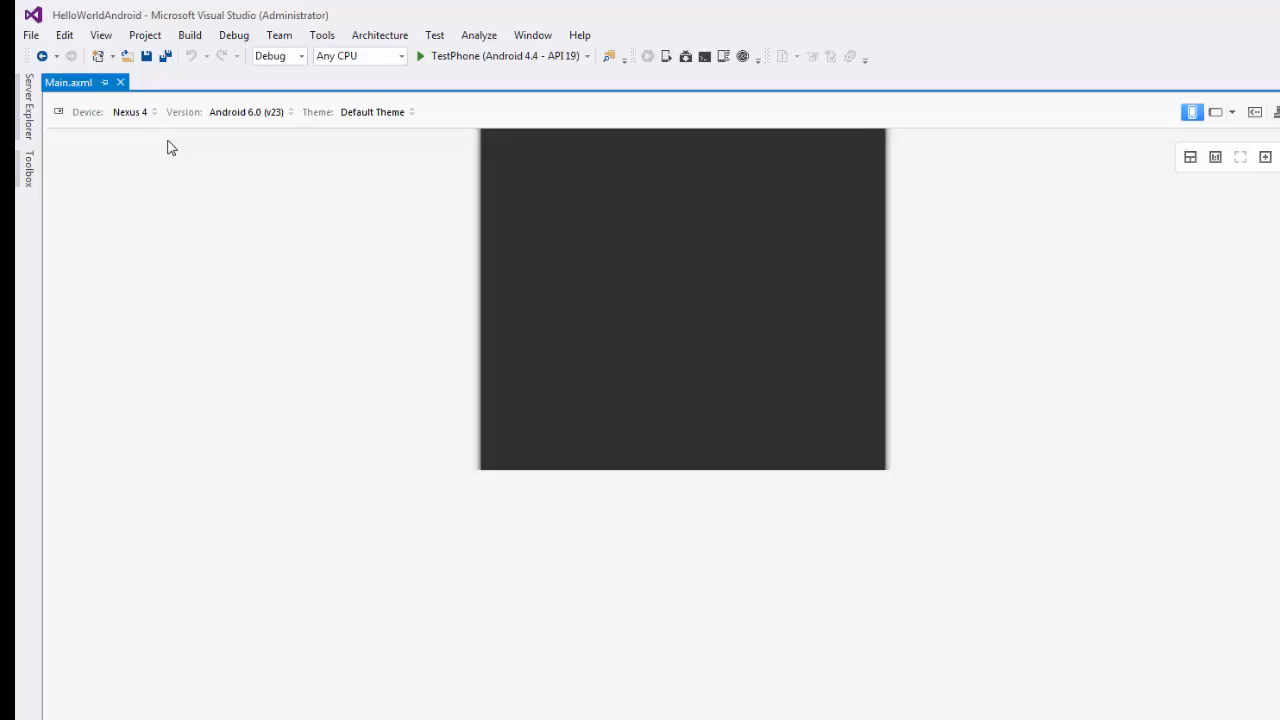 HelloWorldAndroid - Microsoft Visual Studio (Administrator)
File Edit View Project Build Debug Team Tools Architecture Test Analyze Window Help
Debug Any CPU TestPhone (Android 4.4 - API 19)
Main.axml
Server Explorer
Toolbox
Device: Nexus 4 Version: Android 6.0 (v23) Theme: Default Theme